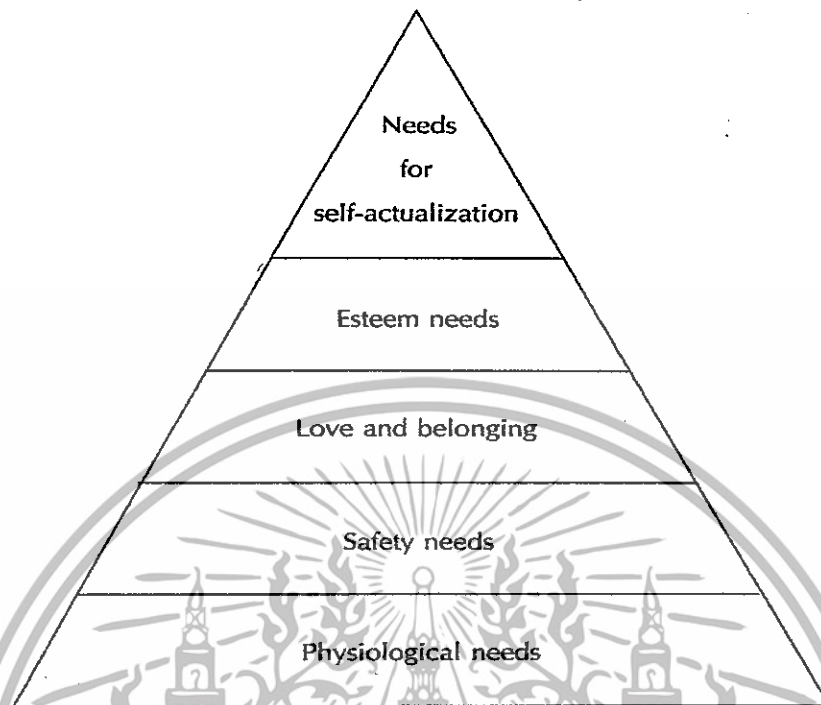 Needs
for
self-actualization
Esteem needs
Love and belonging
Safety needs
Physiological needs